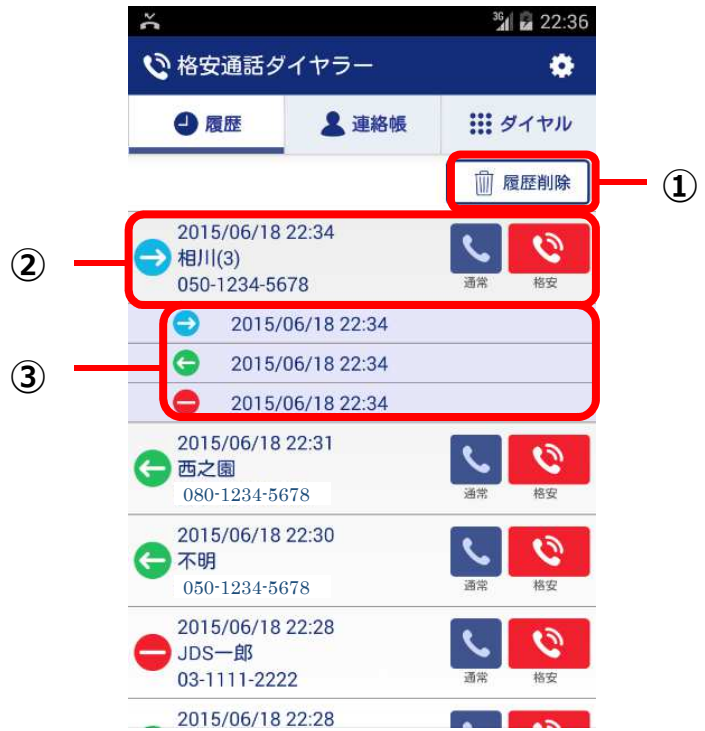 3G 22:36
格安通話ダイヤラー
履歴 連絡帳 ダイヤル
履歴削除 ①
2015/06/18 22:34
② 相川(3)
050-1234-5678 通常 格安
2015/06/18 22:34
③ 2015/06/18 22:34
2015/06/18 22:34
2015/06/18 22:31
西之園
080-1234-5678 通常 格安
2015/06/18 22:30
不明
050-1234-5678 通常 格安
2015/06/18 22:28
JDS一郎
03-1111-2222 通常 格安
2015/06/18 22:28